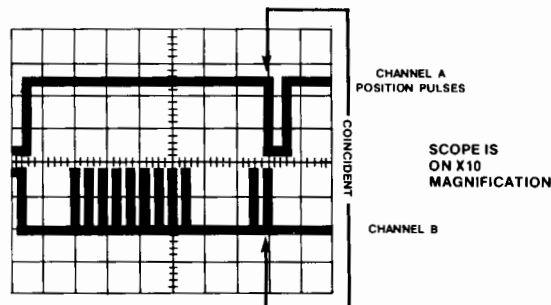 CHANNEL A
POSITION PULSES
COINCIDENT
SCOPE IS
ON X10
MAGNIFICATION
CHANNEL B